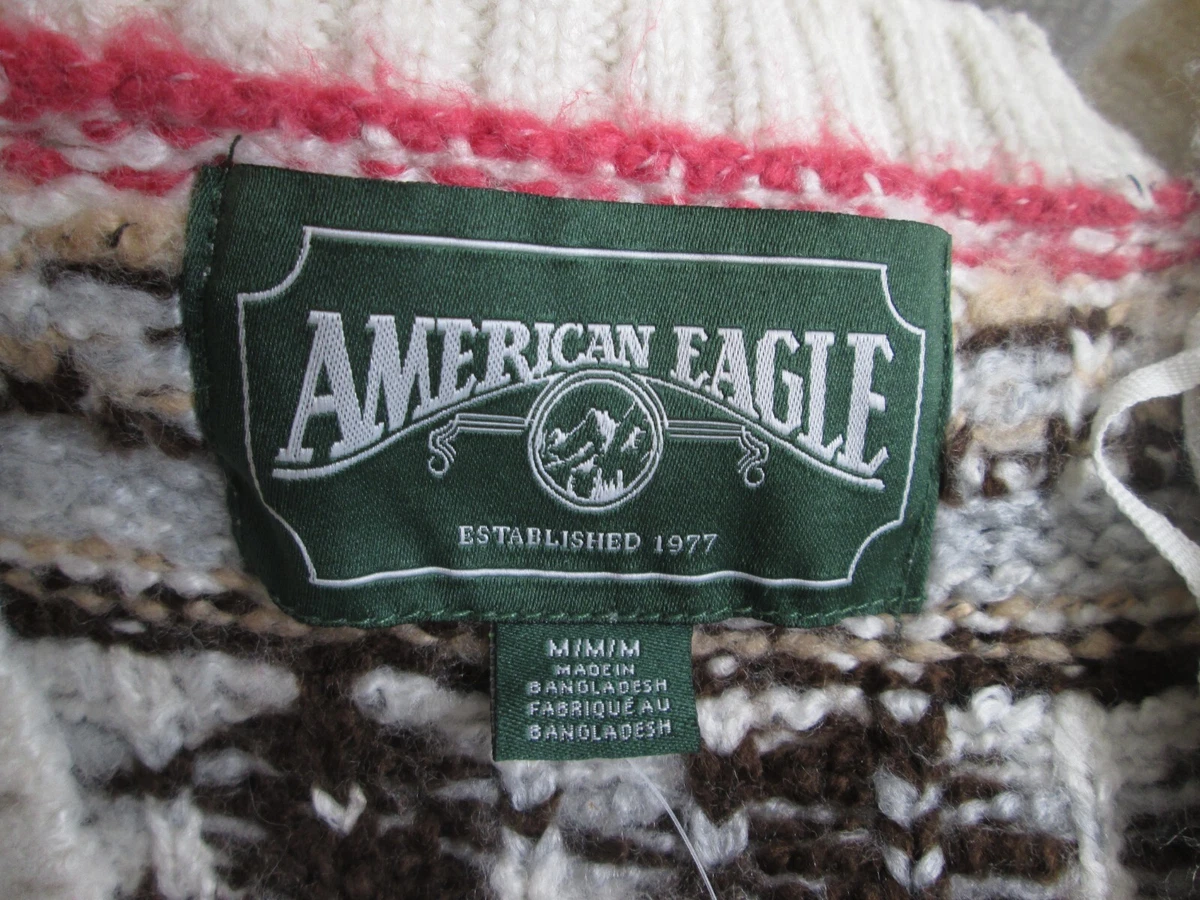 AMERICAN EAGLE
ESTABLISHED 1977
M/M/M
MADE IN
BANGLADESH
FABRIQUÉ AU
BANGLADESH